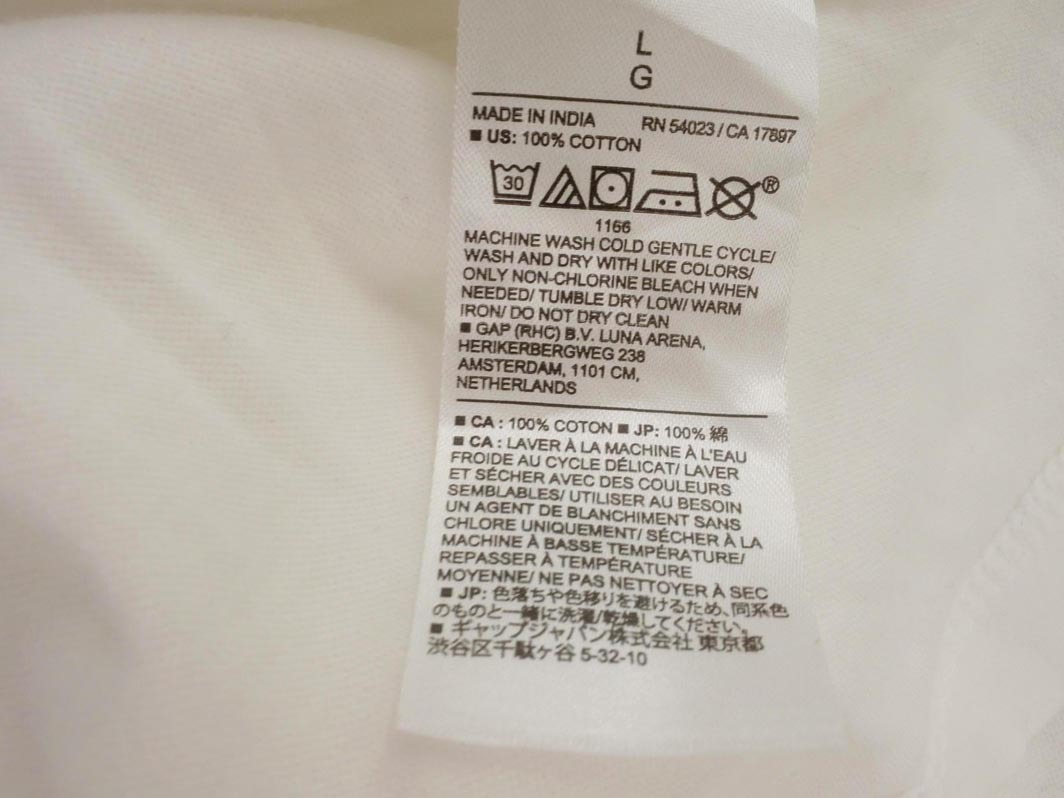 L
G
MADE IN INDIA RN 54023 / CA 17897
■ US: 100% COTTON
30 ®
1166
MACHINE WASH COLD GENTLE CYCLE/
WASH AND DRY WITH LIKE COLORS/
ONLY NON-CHLORINE BLEACH WHEN
NEEDED/ TUMBLE DRY LOW/ WARM
IRON/ DO NOT DRY CLEAN
■ GAP (RHC) B.V. LUNA ARENA,
HERIKERBERGWEG 238
AMSTERDAM, 1101 CM,
NETHERLANDS
■ CA : 100% COTON ■ JP: 100% 綿
■ CA : LAVER À LA MACHINE À L'EAU
FROIDE AU CYCLE DÉLICAT/ LAVER
ET SÉCHER AVEC DES COULEURS
SEMBLABLES/ UTILISER AU BESOIN
UN AGENT DE BLANCHIMENT SANS
CHLORE UNIQUEMENT/ SÉCHER À LA
MACHINE À BASSE TEMPÉRATURE/
REPASSER À TEMPÉRATURE
MOYENNE/ NE PAS NETTOYER À SEC
■ JP: 色落ちや色移りを避けるため、同系色
のものと一緒に洗濯/乾燥してください。
■ ギャップジャパン株式会社 東京都
渋谷区千駄ヶ谷 5-32-10